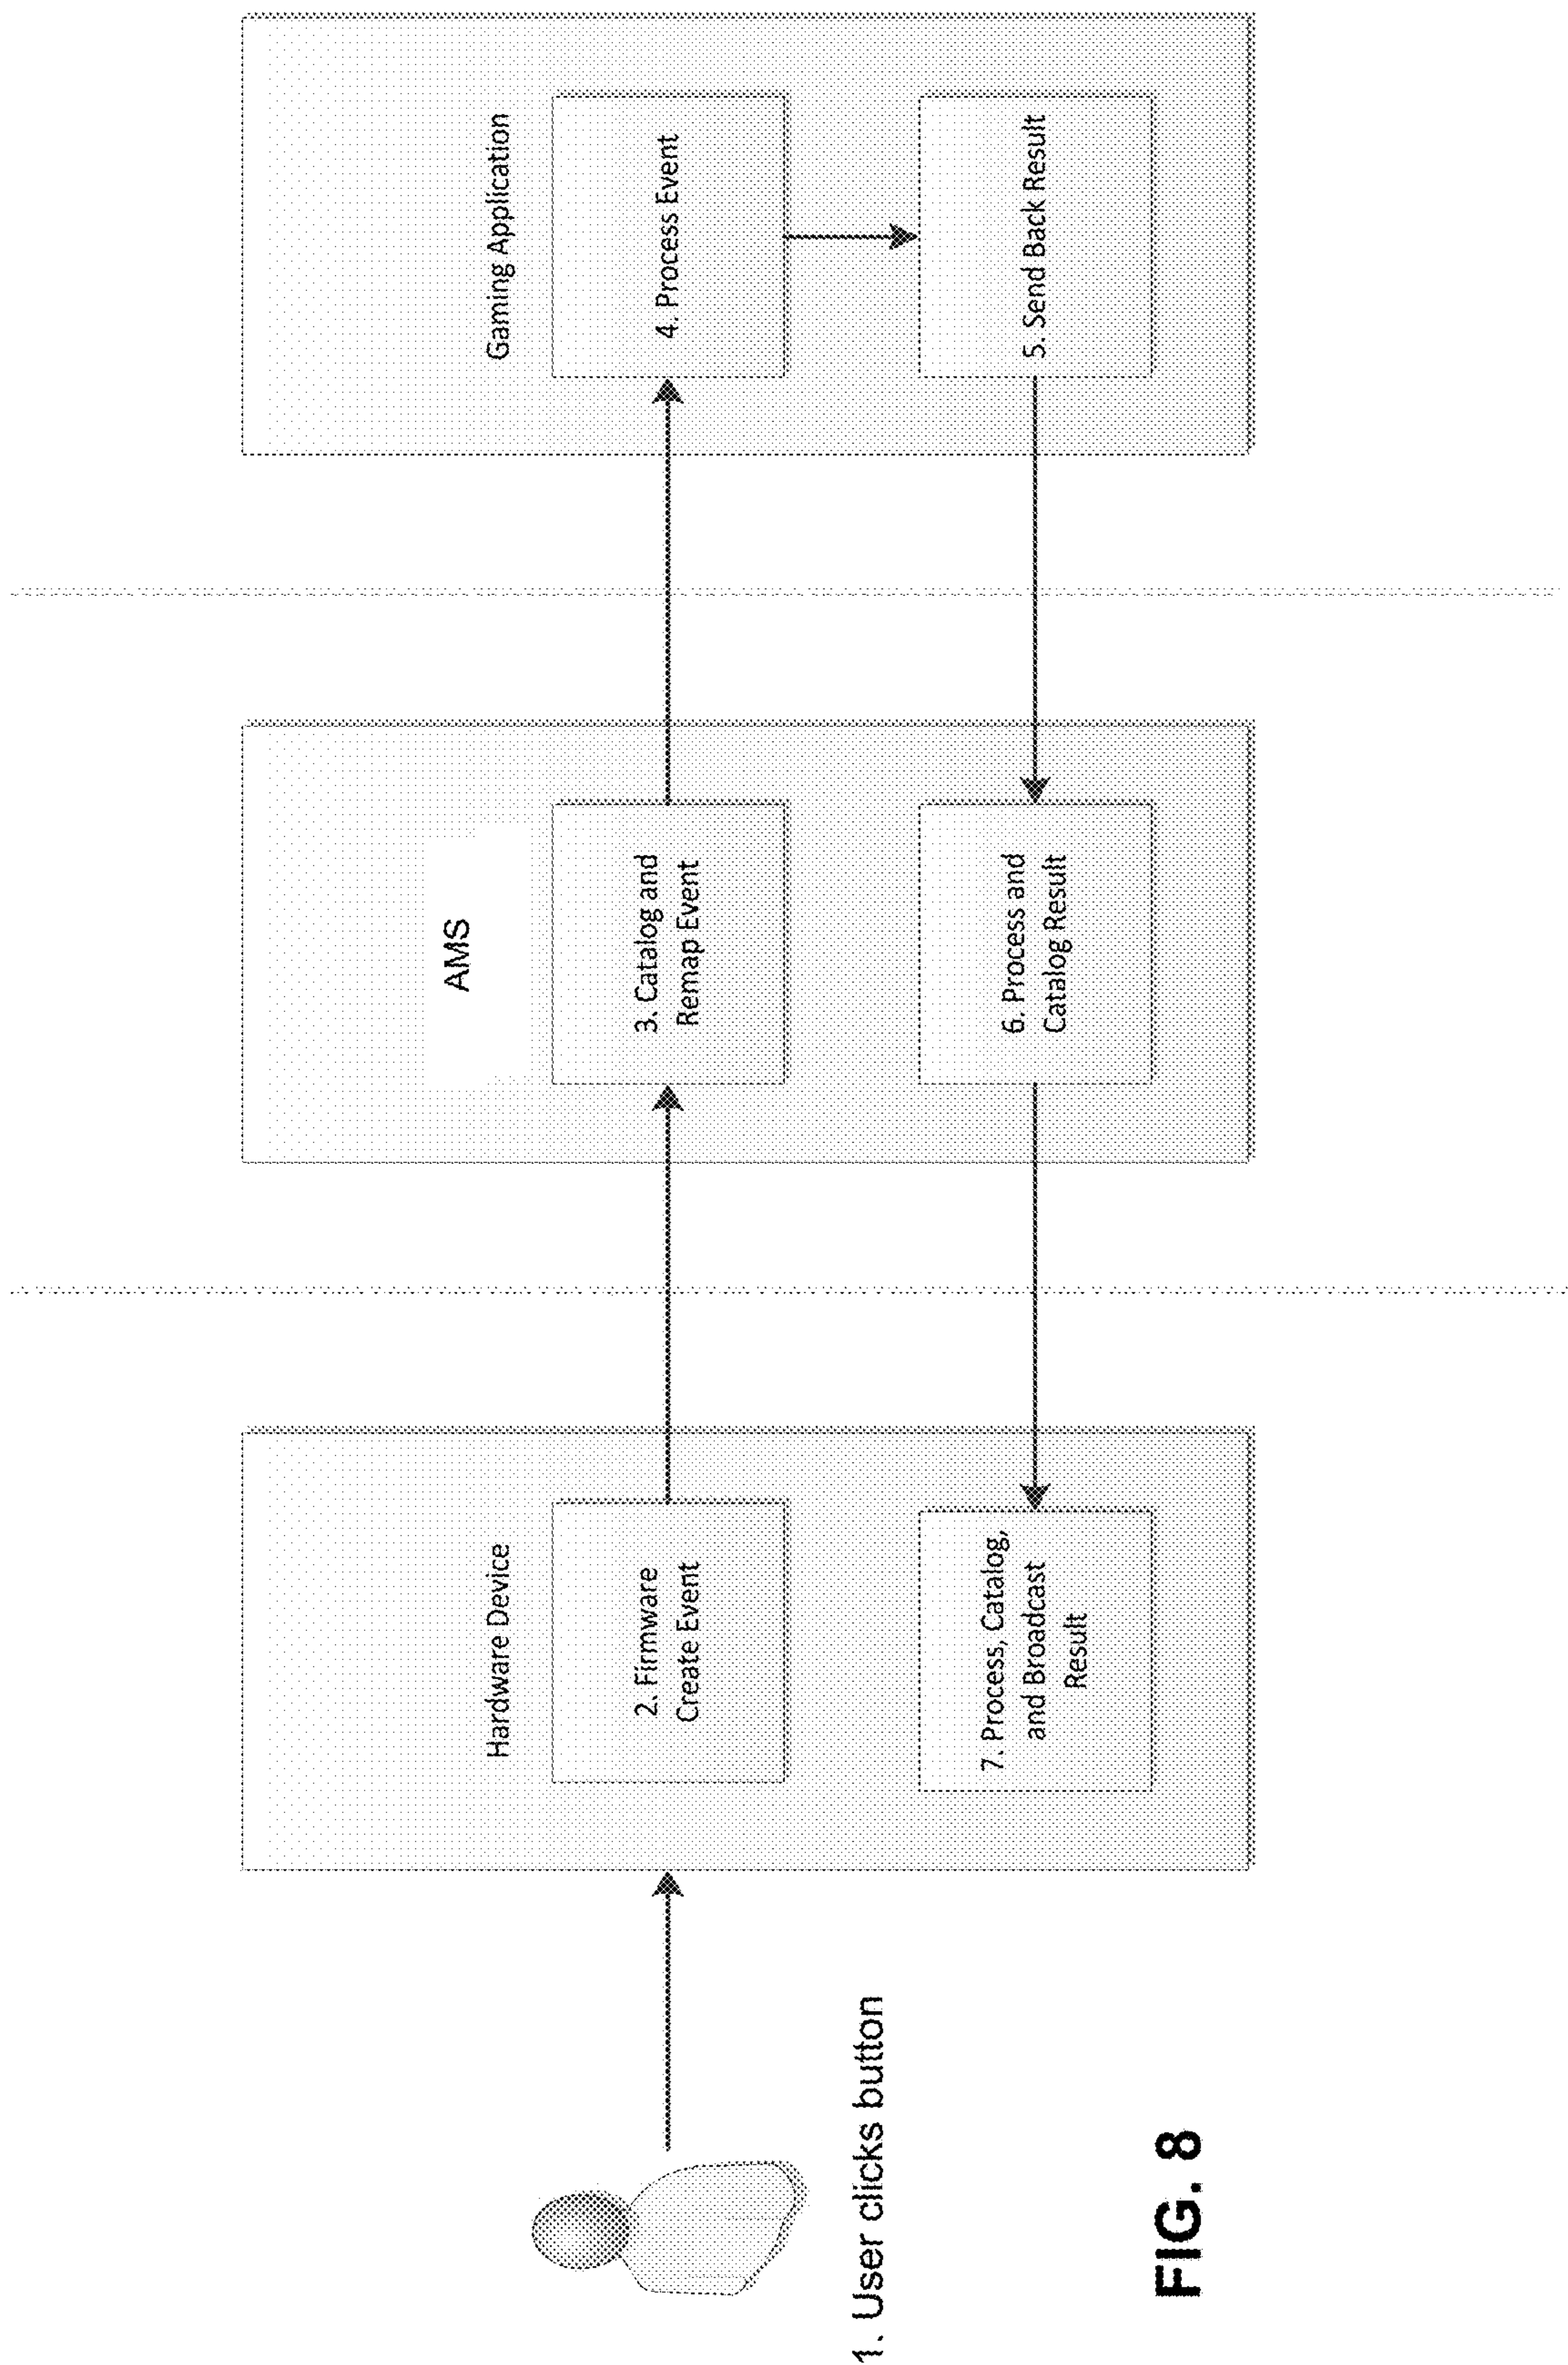 1. User clicks button
Hardware Device
2. Firmware
Create Event
7. Process, Catalog,
and Broadcast
Result
AMS
3. Catalog and
Remap Event
6. Process and
Catalog Result
Gaming Application
4. Process Event
5. Send Back Result
FIG. 8